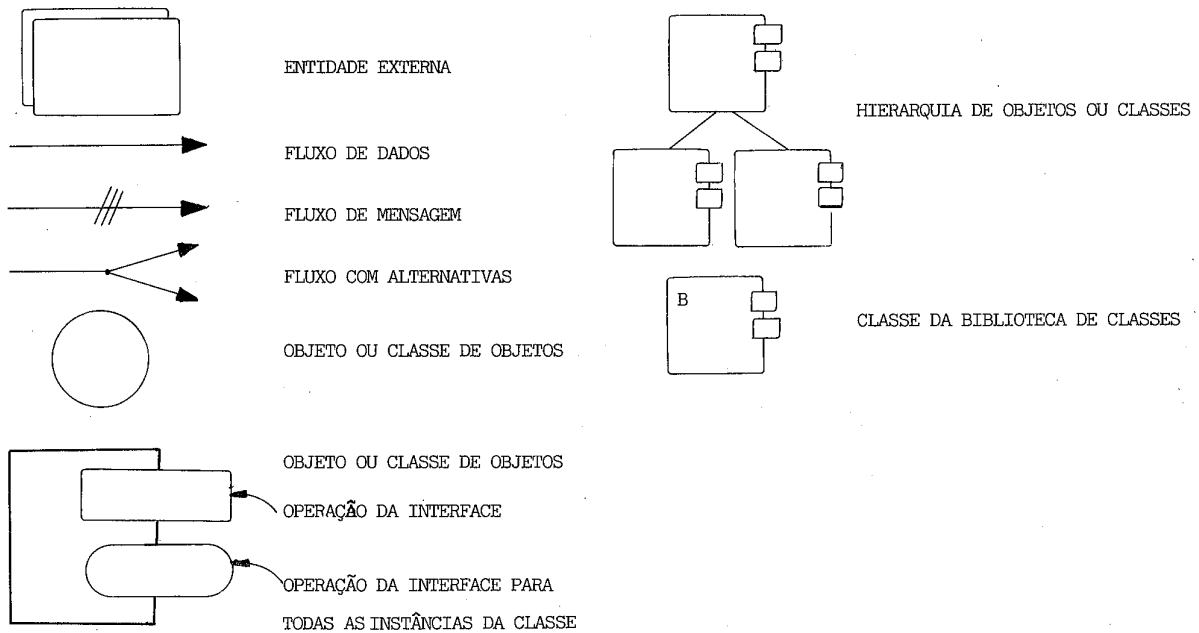 ENTIDADE EXTERNA
FLUXO DE DADOS
FLUXO DE MENSAGEM
FLUXO COM ALTERNATIVAS
OBJETO OU CLASSE DE OBJETOS
OBJETO OU CLASSE DE OBJETOS
OPERAÇÃO DA INTERFACE
OPERAÇÃO DA INTERFACE PARA
TODAS AS INSTÂNCIAS DA CLASSE
HIERARQUIA DE OBJETOS OU CLASSES
B
CLASSE DA BIBLIOTECA DE CLASSES